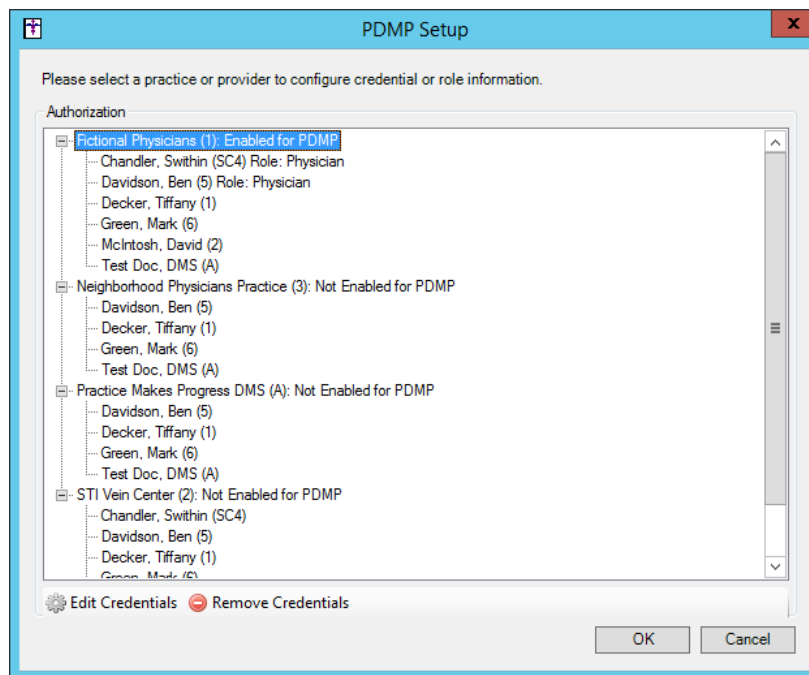 PDMP Setup
x
Please select a practice or provider to configure credential or role information.
Authorization
Fictional Physicians (1): Enabled for PDMP
Chandler, Swithin (SC4) Role: Physician
Davidson, Ben (5) Role: Physician
Decker, Tiffany (1)
Green, Mark (6)
McIntosh, David (2)
Test Doc, DMS (A)
Neighborhood Physicians Practice (3): Not Enabled for PDMP
Davidson, Ben (5)
Decker, Tiffany (1)
Green, Mark (6)
Test Doc, DMS (A)
Practice Makes Progress DMS (A): Not Enabled for PDMP
Davidson, Ben (5)
Decker, Tiffany (1)
Green, Mark (6)
Test Doc, DMS (A)
STI Vein Center (2): Not Enabled for PDMP
Chandler, Swithin (SC4)
Davidson, Ben (5)
Decker, Tiffany (1)
Green, Mark (6)
Edit Credentials Remove Credentials
OK Cancel